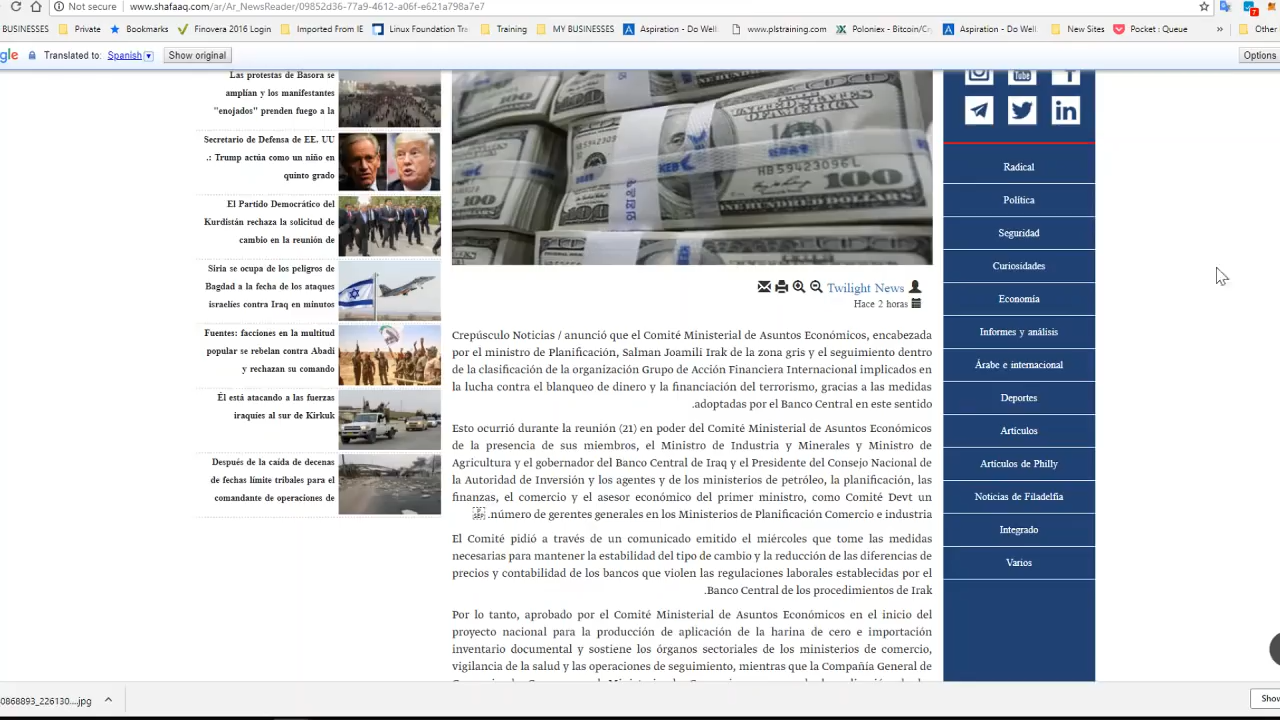 Not secure
www.shafaaq.com/ar/Ar_NewsReader/09852d36-77a9-4612-a06f-e621a798a7e7
BUSINESSES Private Bookmarks Finovera 2016 Login Imported From IE Linux Foundation Tra Training MY BUSINESSES Aspiration - Do Well. www.plstraining.com Poloniex - Bitcoin/Cr Aspiration - Do Well. New Sites Pocket : Queue » Other
gle Translated to: Spanish Show original Options
Las protestas de Basora se
amplían y los manifestantes
"enojados" prenden fuego a la
Secretario de Defensa de EE. UU
.: Trump actúa como un niño en
quinto grado
El Partido Democrático del
Kurdistán rechaza la solicitud de
cambio en la reunión de
Siria se ocupa de los peligros de
Bagdad a la fecha de los ataques
israelíes contra Iraq en minutos
Fuentes: facciones en la multitud
popular se rebelan contra Abadi
y rechazan su comando
Él está atacando a las fuerzas
iraquíes al sur de Kirkuk
Después de la caída de decenas
de fechas límite tribales para el
comandante de operaciones de
HB 5942396 L
100
HUNDRED DOLLARS
Twilight News
Hace 2 horas
Crepúsculo Noticias / anunció que el Comité Ministerial de Asuntos Económicos, encabezada
por el ministro de Planificación, Salman Joamili Irak de la zona gris y el seguimiento dentro
de la clasificación de la organización Grupo de Acción Financiera Internacional implicados en
la lucha contra el blanqueo de dinero y la financiación del terrorismo, gracias a las medidas
.adoptadas por el Banco Central en este sentido
Esto ocurrió durante la reunión (21) en poder del Comité Ministerial de Asuntos Económicos
de la presencia de sus miembros, el Ministro de Industria y Minerales y Ministro de
Agricultura y el gobernador del Banco Central de Iraq y el Presidente del Consejo Nacional de
la Autoridad de Inversión y los agentes y de los ministerios de petróleo, la planificación, las
finanzas, el comercio y el asesor económico del primer ministro, como Comité Devt un
.número de gerentes generales en los Ministerios de Planificación Comercio e industria
El Comité pidió a través de un comunicado emitido el miércoles que tome las medidas
necesarias para mantener la estabilidad del tipo de cambio y la reducción de las diferencias de
precios y contabilidad de los bancos que violen las regulaciones laborales establecidas por el
.Banco Central de los procedimientos de Irak
Por lo tanto, aprobado por el Comité Ministerial de Asuntos Económicos en el inicio del
proyecto nacional para la producción de aplicación de la harina de cero e importación
inventario documental y sostiene los órganos sectoriales de los ministerios de comercio,
vigilancia de la salud y las operaciones de seguimiento, mientras que la Compañía General de
You Tube
Radical
Política
Seguridad
Curiosidades
Economía
Informes y análisis
Árabe e internacional
Deportes
Artículos
Artículos de Philly
Noticias de Filadelfia
Integrado
Varios
0868893_226130....jpg
Show